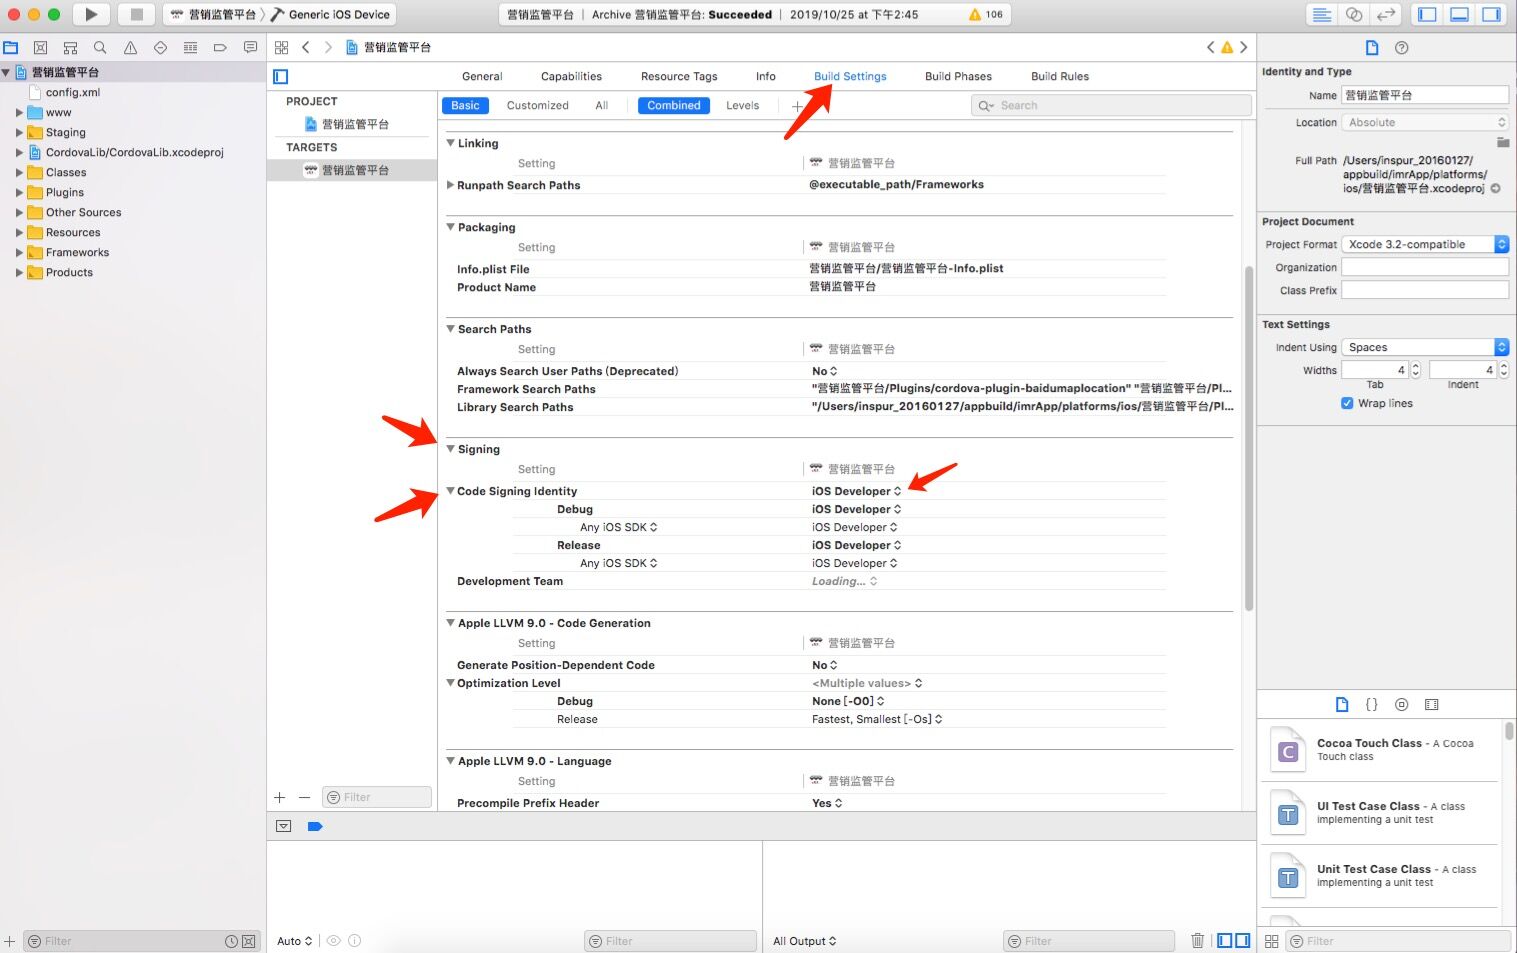 营销监管平台 〉 Generic iOS Device
营销监管平台 | Archive 营销监管平台: Succeeded | 2019/10/25 at 下午2:45
106
营销监管平台
config.xml
www
Staging
CordovaLib/CordovaLib.xcodeproj
Classes
Plugins
Other Sources
Resources
Frameworks
Products
Filter
营销监管平台
General
Capabilities
Resource Tags
Info
Build Settings
Build Phases
Build Rules
PROJECT
营销监管平台
TARGETS
营销监管平台
Filter
Basic
Customized
All
Combined
Levels
Search
Linking
Setting 营销监管平台
Runpath Search Paths @executable_path/Frameworks
Packaging
Setting 营销监管平台
Info.plist File 营销监管平台/营销监管平台-Info.plist
Product Name 营销监管平台
Search Paths
Setting 营销监管平台
Always Search User Paths (Deprecated) No
Framework Search Paths "营销监管平台/Plugins/cordova-plugin-baidumaplocation" "营销监管平台/Pl...
Library Search Paths "/Users/inspur_20160127/appbuild/imrApp/platforms/ios/营销监管平台/Pl...
Signing
Setting 营销监管平台
Code Signing Identity iOS Developer
Debug iOS Developer
Any iOS SDK iOS Developer
Release iOS Developer
Any iOS SDK iOS Developer
Development Team Loading...
Apple LLVM 9.0 - Code Generation
Setting 营销监管平台
Generate Position-Dependent Code No
Optimization Level <Multiple values>
Debug None [-O0]
Release Fastest, Smallest [-Os]
Apple LLVM 9.0 - Language
Setting 营销监管平台
Precompile Prefix Header Yes
Auto
Filter
All Output
Filter
Identity and Type
Name 营销监管平台
Location Absolute
Full Path /Users/inspur_20160127/
appbuild/imrApp/platforms/
ios/营销监管平台.xcodeproj
Project Document
Project Format Xcode 3.2-compatible
Organization
Class Prefix
Text Settings
Indent Using Spaces
Widths 4 4
Tab Indent
Wrap lines
{}
C
Cocoa Touch Class - A Cocoa
Touch class
T
UI Test Case Class - A class
implementing a unit test
T
Unit Test Case Class - A class
implementing a unit test
Filter